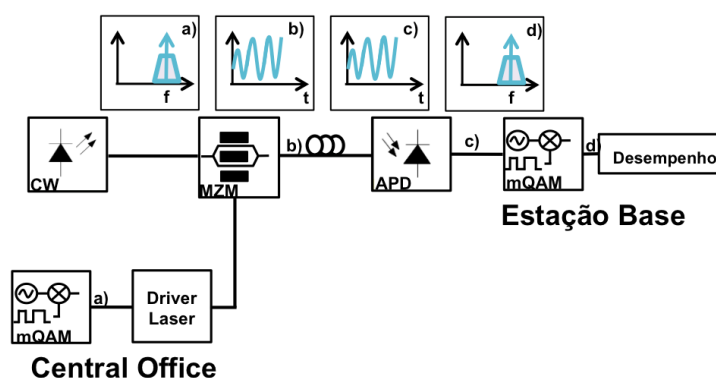 a)
f
b)
t
c)
t
d)
f
CW
MZM
b)
APD
c)
mQAM
d)
Desempenho
Estação Base
mQAM
a)
Driver
Laser
Central Office